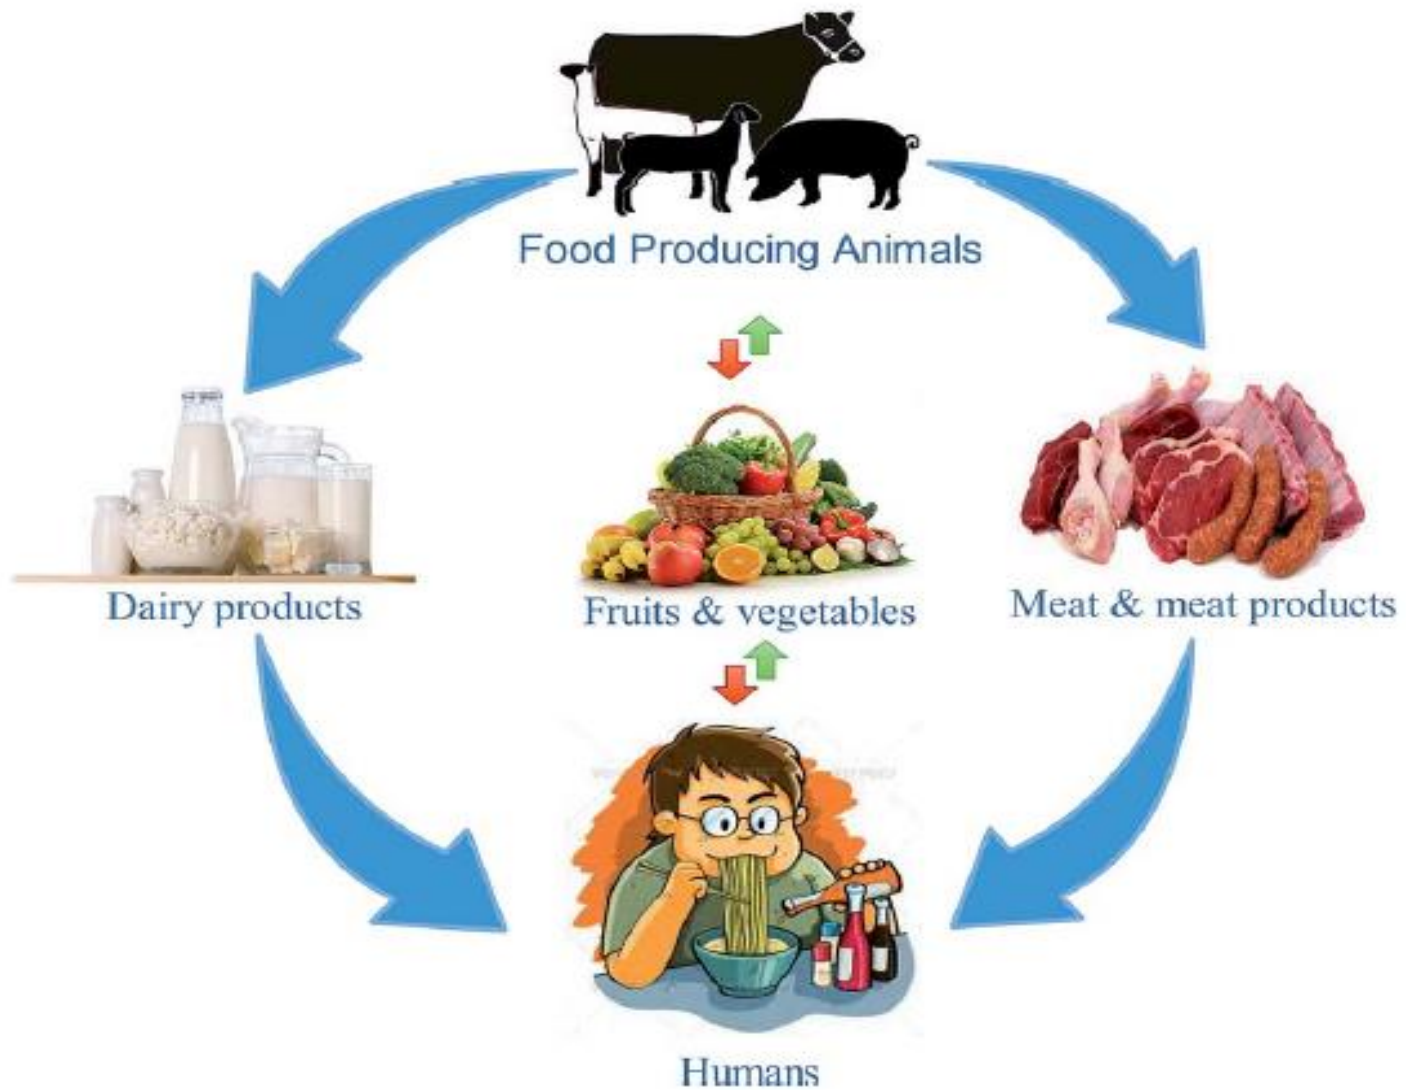 Food Producing Animals
Dairy products
Fruits & vegetables
Meat & meat products
Humans